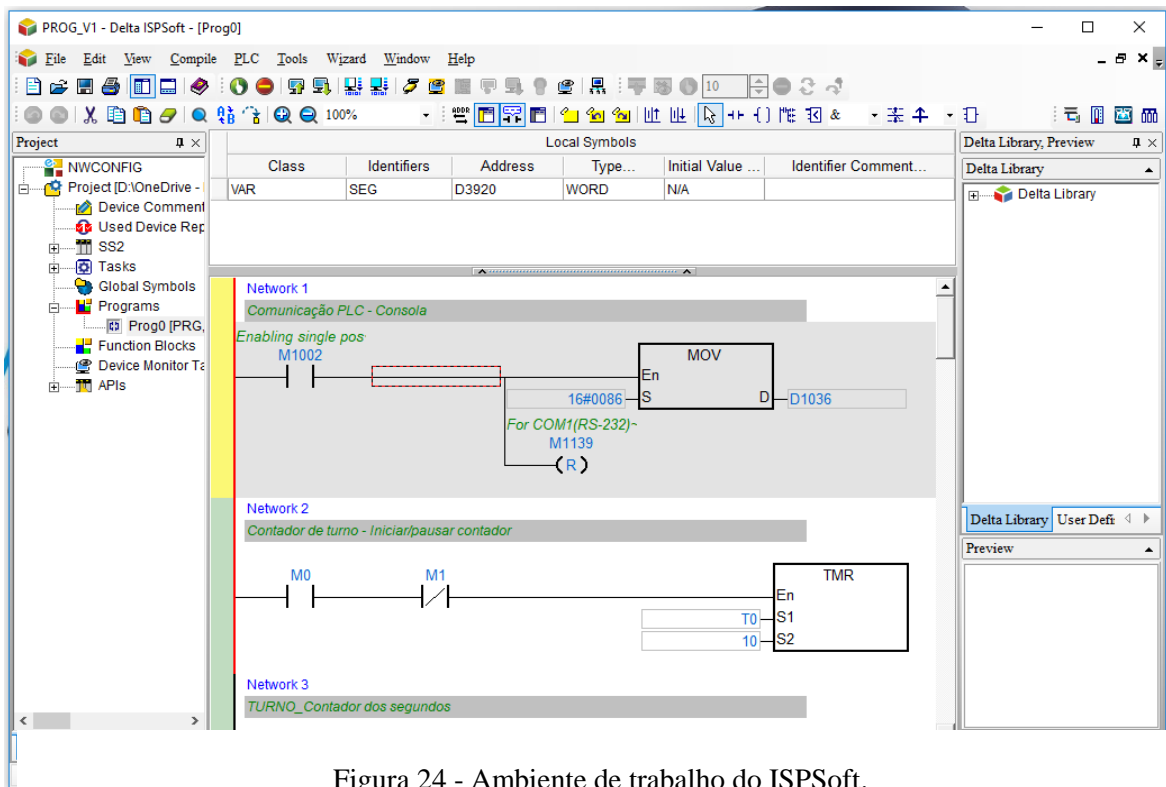 PROG_V1 - Delta ISPSoft - [Prog0]
File Edit View Compile PLC Tools Wizard Window Help
10
100%
Project
NWCONFIG
Project [D:\OneDrive -
Device Comment
Used Device Rep
SS2
Tasks
Global Symbols
Programs
Prog0 [PRG,
Function Blocks
Device Monitor Ta
APIs
Local Symbols
Class Identifiers Address Type... Initial Value ... Identifier Comment...
VAR SEG D3920 WORD N/A
Network 1
Comunicação PLC - Consola
Enabling single pos
M1002
MOV
En
16#0086 S D D1036
For COM1(RS-232)~
M1139
R
Network 2
Contador de turno - Iniciar/pausar contador
M0 M1
TMR
En
T0 S1
10 S2
Network 3
TURNO_Contador dos segundos
Delta Library, Preview
Delta Library
Delta Library
Delta Library User Defi
Preview
Figura 24 - Ambiente de trabalho do ISPSoft.